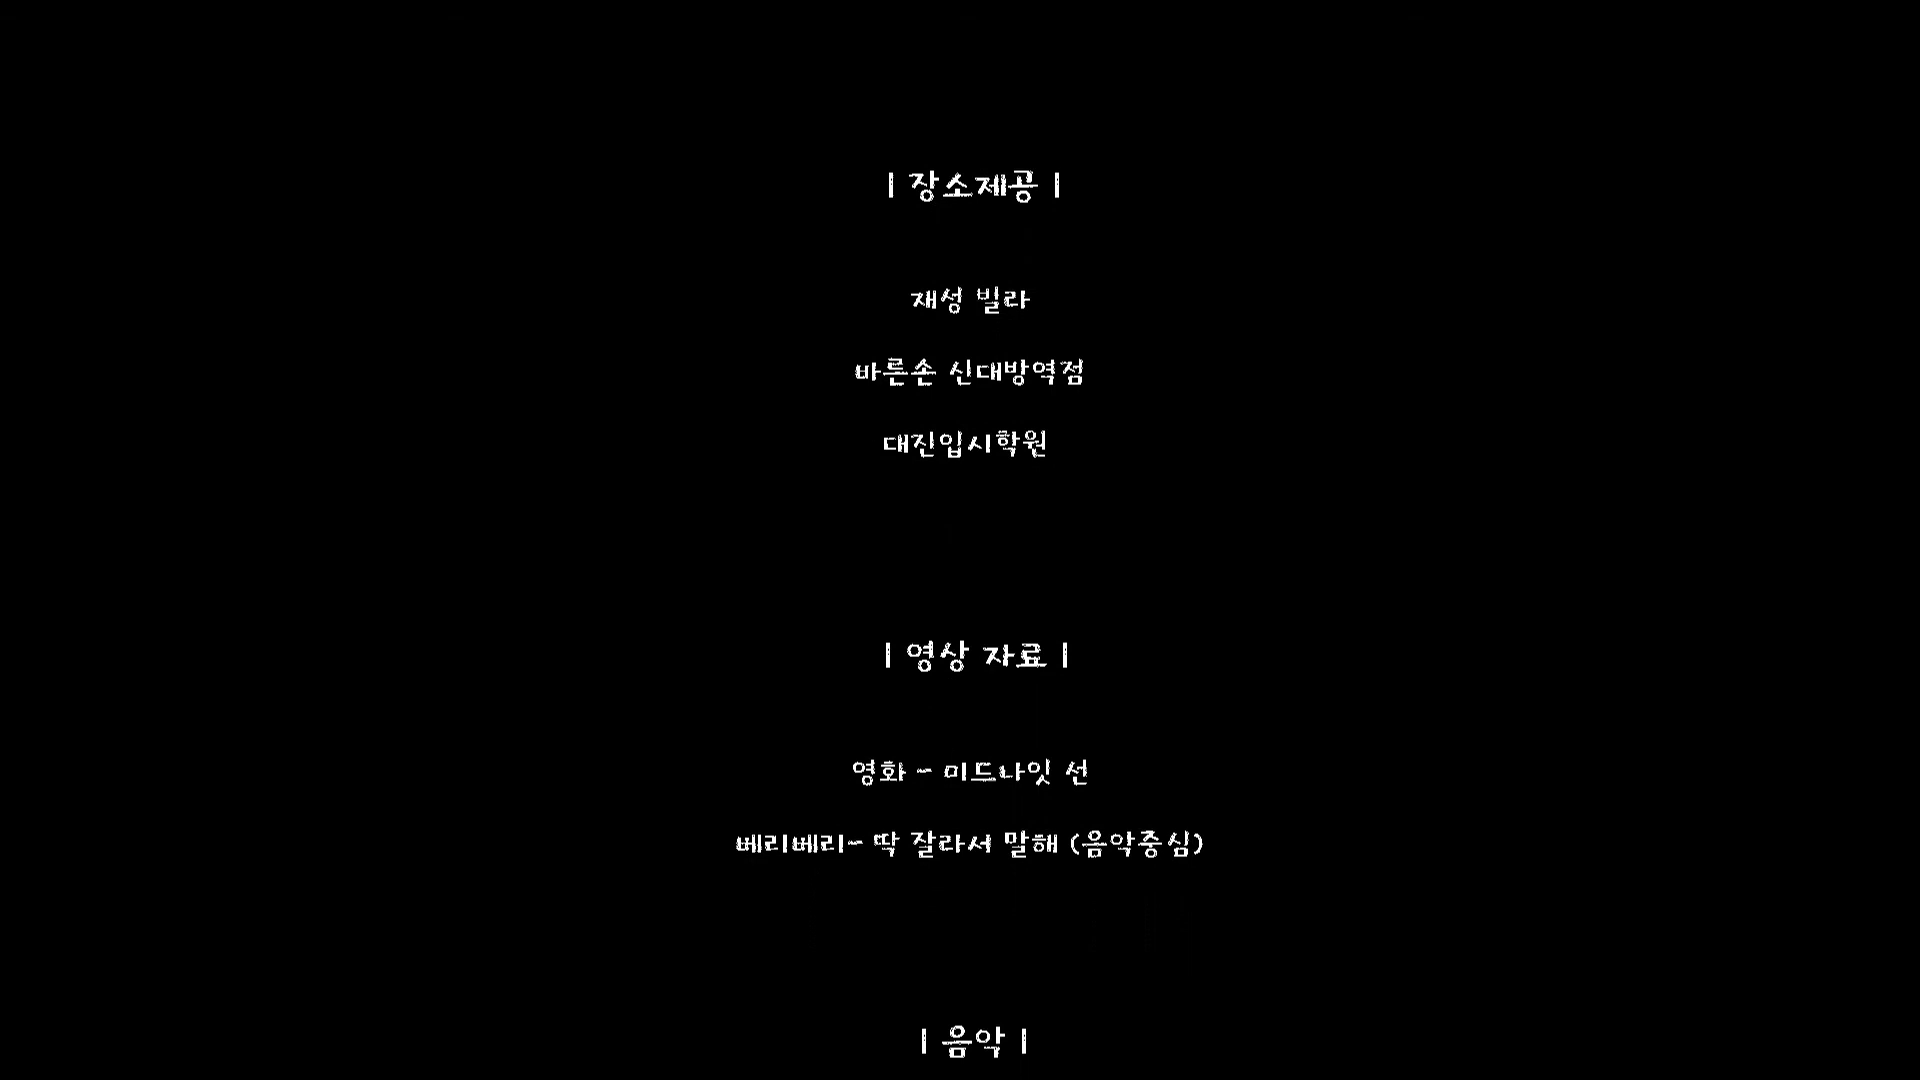 | 장소제공 |
재성 빌라
바른손 신대방역점
대진입시학원
| 영상 자료 |
영화 - 미드나잇 선
베리베리- 딱 잘라서 말해 (음악중심)
| 음악 |